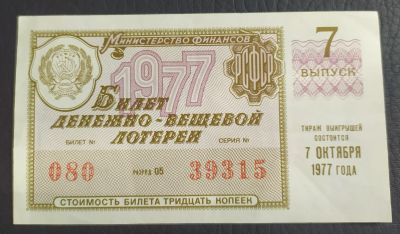 Министерство Финансов
РСФСР
1977
Билет
денежно-вещевой
лотереи
БИЛЕТ № СЕРИЯ №
080 РАЗРЯД 05 39315
СТОИМОСТЬ БИЛЕТА ТРИДЦАТЬ КОПЕЕК
7
ВЫПУСК
ТИРАЖ ВЫИГРЫШЕЙ
СОСТОИТСЯ
7 ОКТЯБРЯ
1977 ГОДА